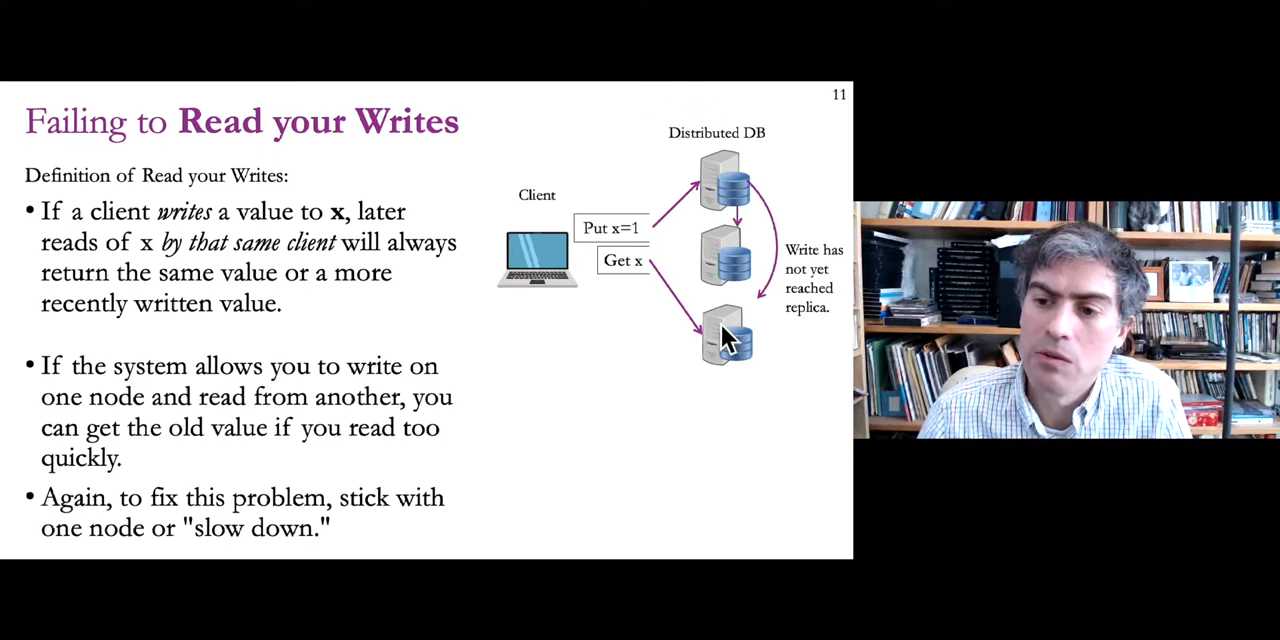 11
Failing to Read your Writes
Definition of Read your Writes:
• If a client writes a value to x, later
reads of x by that same client will always
return the same value or a more
recently written value.
• If the system allows you to write on
one node and read from another, you
can get the old value if you read too
quickly.
• Again, to fix this problem, stick with
one node or "slow down."
Distributed DB
Client
Put x=1
Get x
Write has
not yet
reached
replica.